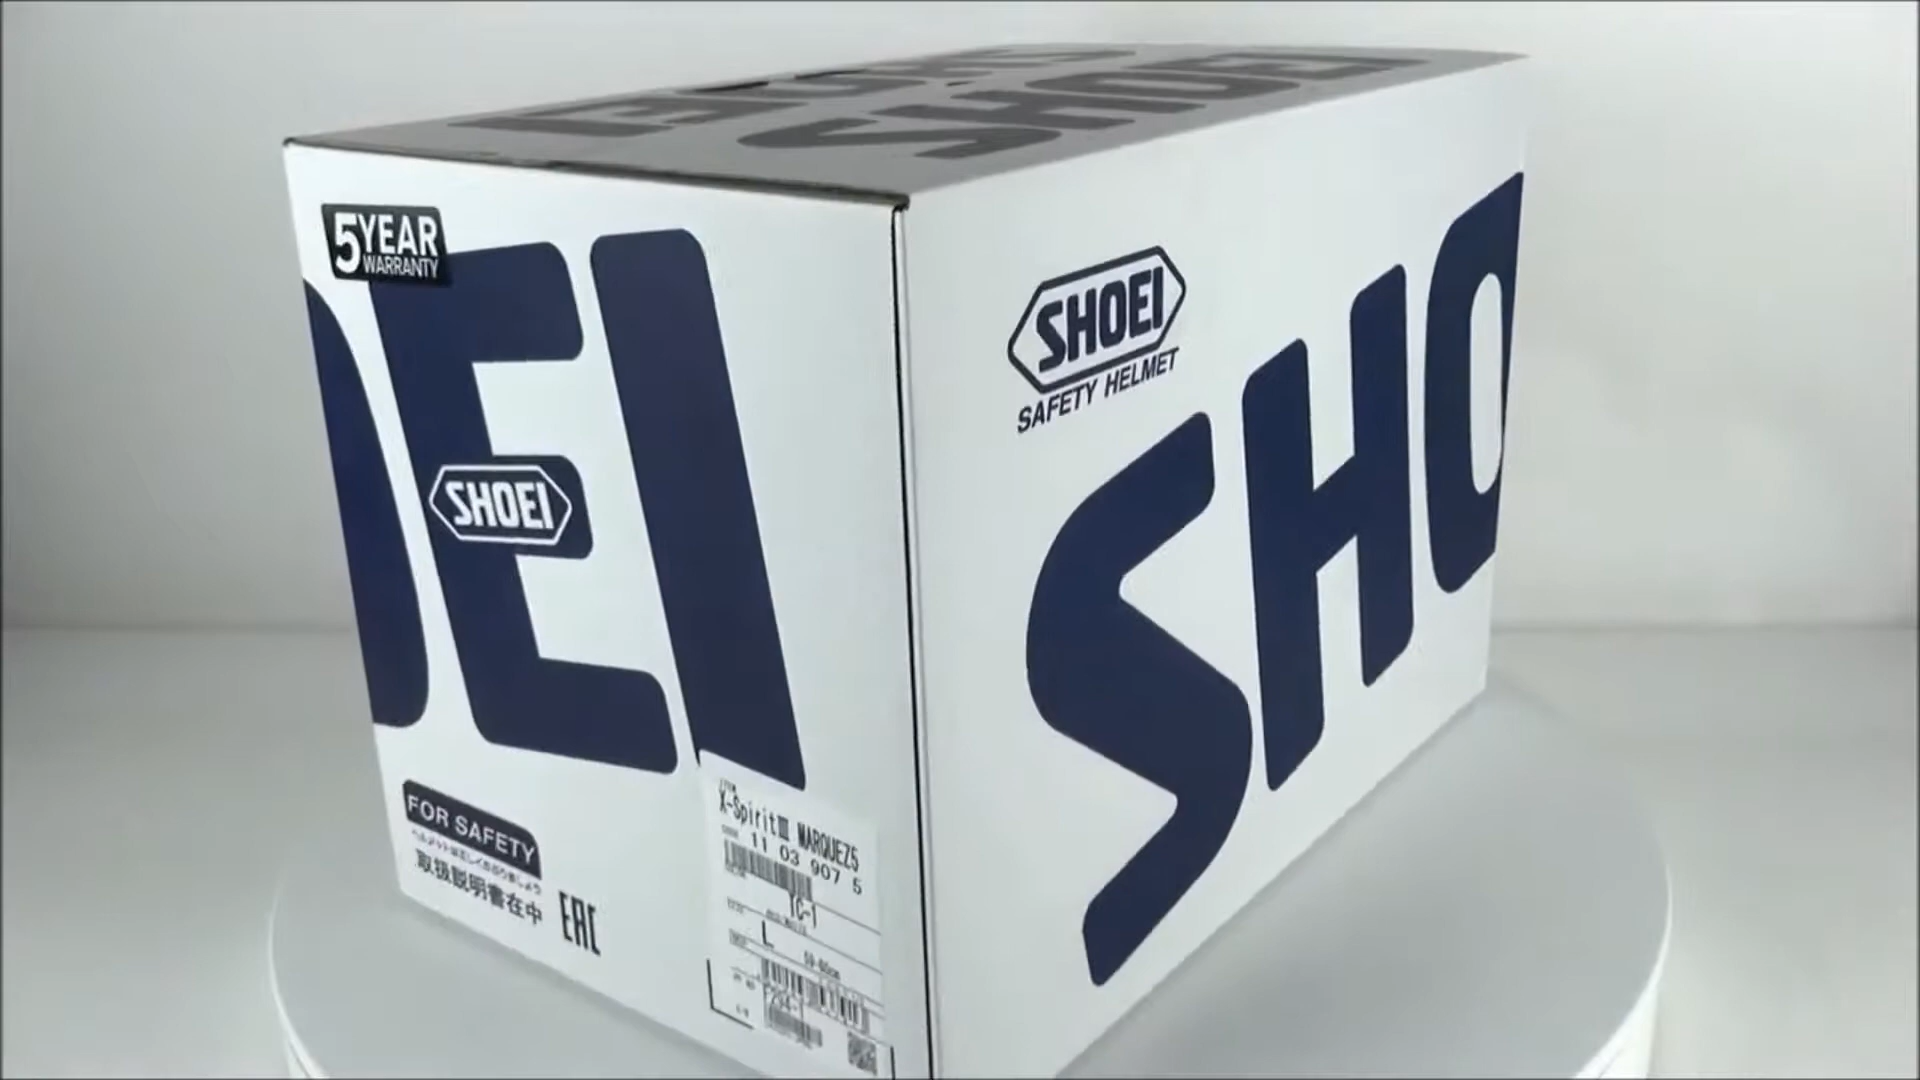 SHOEI
5 YEAR
WARRANTY
EI
SHOEI
FOR SAFETY
取扱説明書在中
EAC
X-SpiritⅢ MARQUEZ5
11 03 907 5
TC-1
L
59-60cm
SHOEI
SAFETY HELMET
SHO